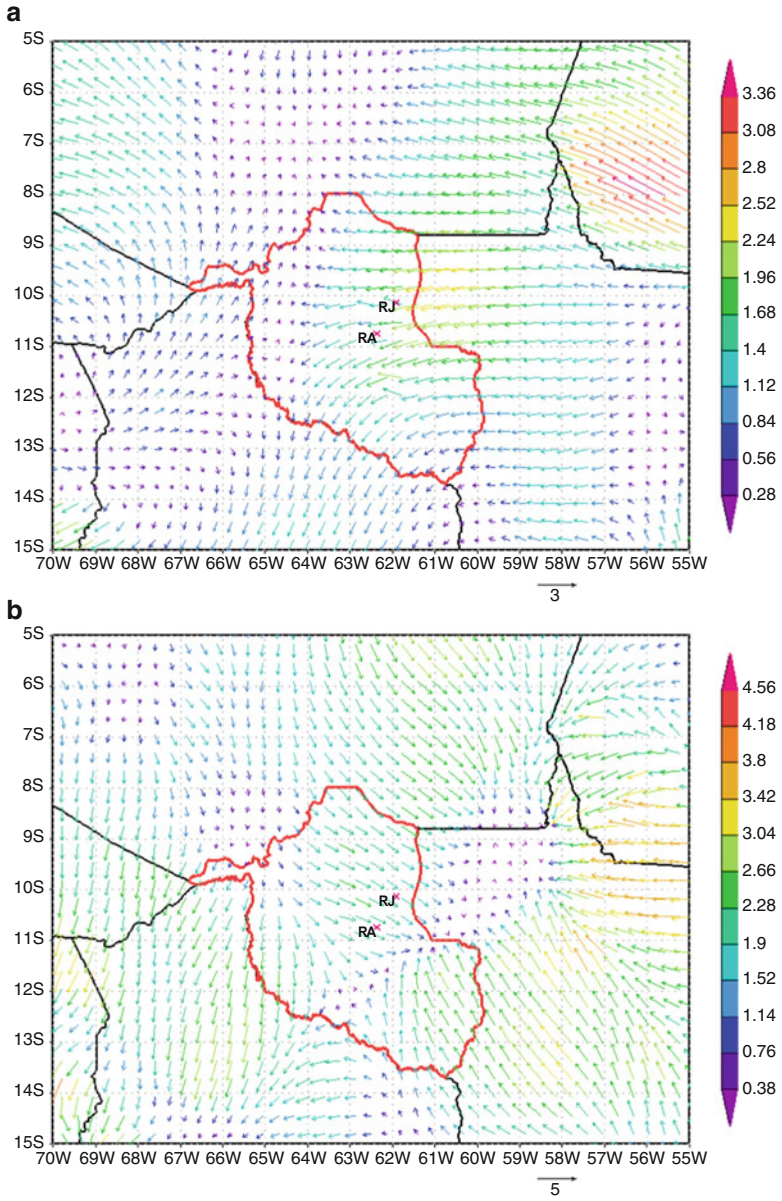 a
5S
6S
7S
8S
9S
10S
11S
12S
13S
14S
15S
70W 69W 68W 67W 66W 65W 64W 63W 62W 61W 60W 59W 58W 57W 56W 55W
RJ
RA
3.36
3.08
2.8
2.52
2.24
1.96
1.68
1.4
1.12
0.84
0.56
0.28
3
b
5S
6S
7S
8S
9S
10S
11S
12S
13S
14S
15S
70W 69W 68W 67W 66W 65W 64W 63W 62W 61W 60W 59W 58W 57W 56W 55W
RJ
RA
4.56
4.18
3.8
3.42
3.04
2.66
2.28
1.9
1.52
1.14
0.76
0.38
5